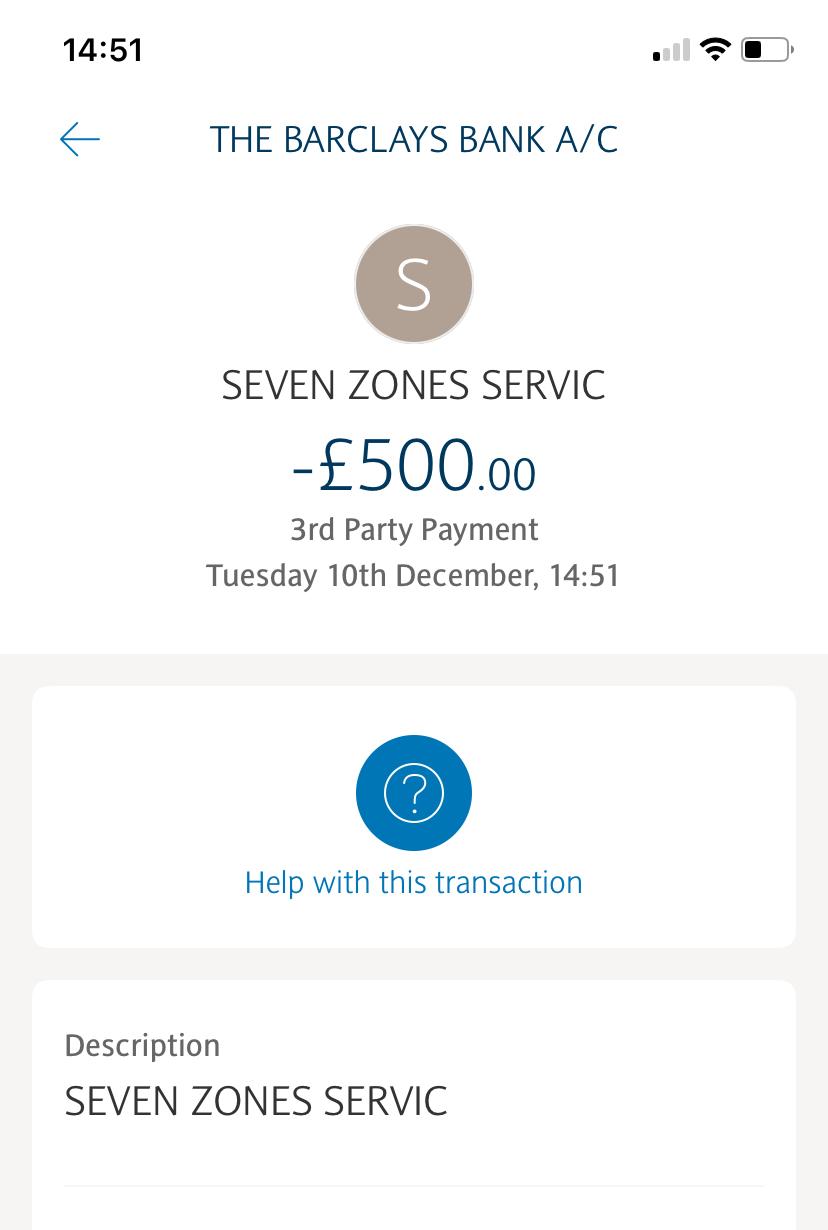 14:51
THE BARCLAYS BANK A/C
S
SEVEN ZONES SERVIC
-£500.00
3rd Party Payment
Tuesday 10th December, 14:51
?
Help with this transaction
Description
SEVEN ZONES SERVIC